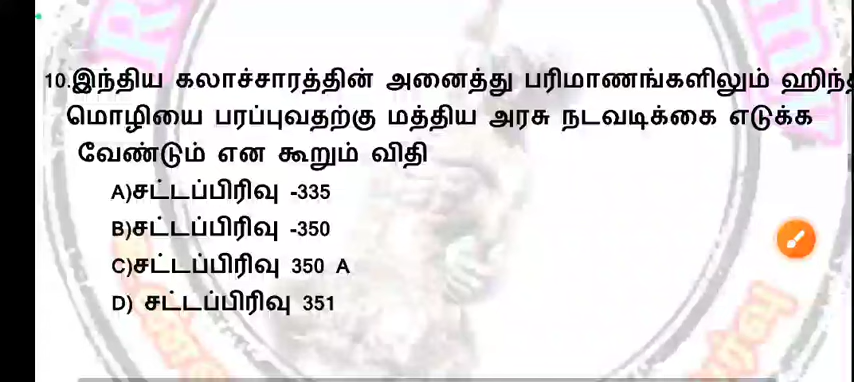 10.இந்திய கலாச்சாரத்தின் அனைத்து பரிமாணங்களிலும்
மொழியை பரப்புவதற்கு மத்திய அரசு நடவடிக்கை எடுக்க
வேண்டும் என கூறும் விதி
A)சட்டப்பிரிவு -335
B)சட்டப்பிரிவு -350
C)சட்டப்பிரிவு 350 A
D) சட்டப்பிரிவு 351